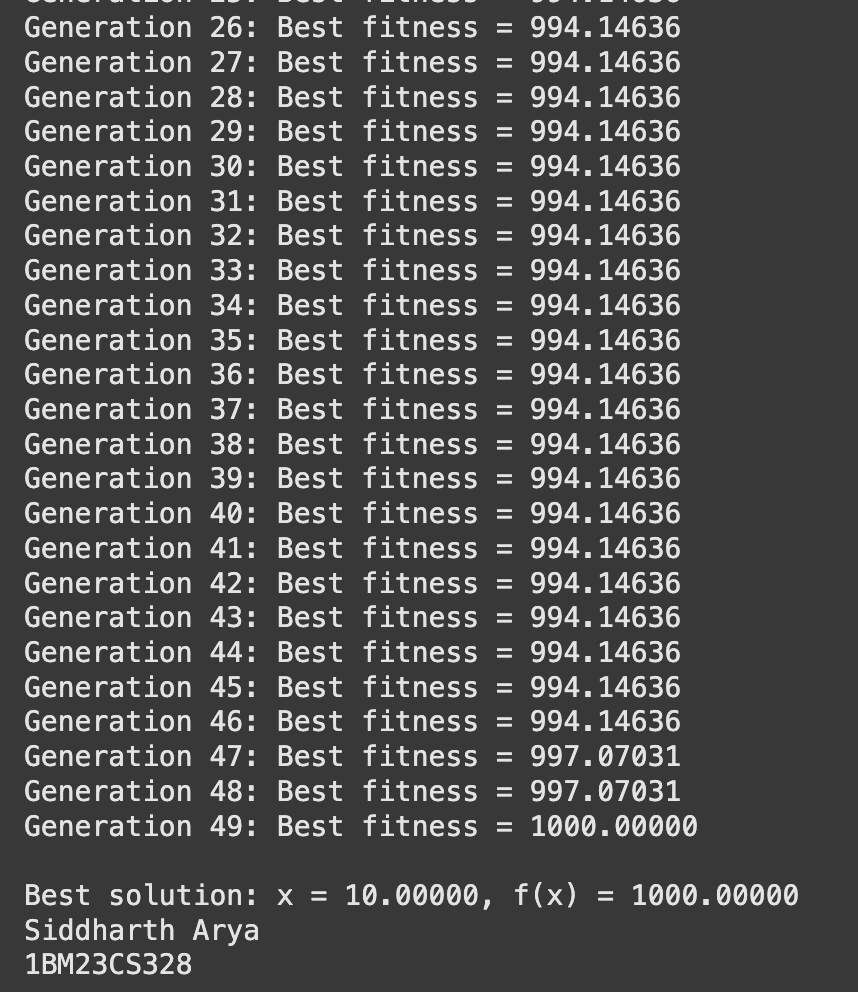 Generation 25: Best fitness = 994.14636
Generation 26: Best fitness = 994.14636
Generation 27: Best fitness = 994.14636
Generation 28: Best fitness = 994.14636
Generation 29: Best fitness = 994.14636
Generation 30: Best fitness = 994.14636
Generation 31: Best fitness = 994.14636
Generation 32: Best fitness = 994.14636
Generation 33: Best fitness = 994.14636
Generation 34: Best fitness = 994.14636
Generation 35: Best fitness = 994.14636
Generation 36: Best fitness = 994.14636
Generation 37: Best fitness = 994.14636
Generation 38: Best fitness = 994.14636
Generation 39: Best fitness = 994.14636
Generation 40: Best fitness = 994.14636
Generation 41: Best fitness = 994.14636
Generation 42: Best fitness = 994.14636
Generation 43: Best fitness = 994.14636
Generation 44: Best fitness = 994.14636
Generation 45: Best fitness = 994.14636
Generation 46: Best fitness = 994.14636
Generation 47: Best fitness = 997.07031
Generation 48: Best fitness = 997.07031
Generation 49: Best fitness = 1000.00000
Best solution: x = 10.00000, f(x) = 1000.00000
Siddharth Arya
1BM23CS328